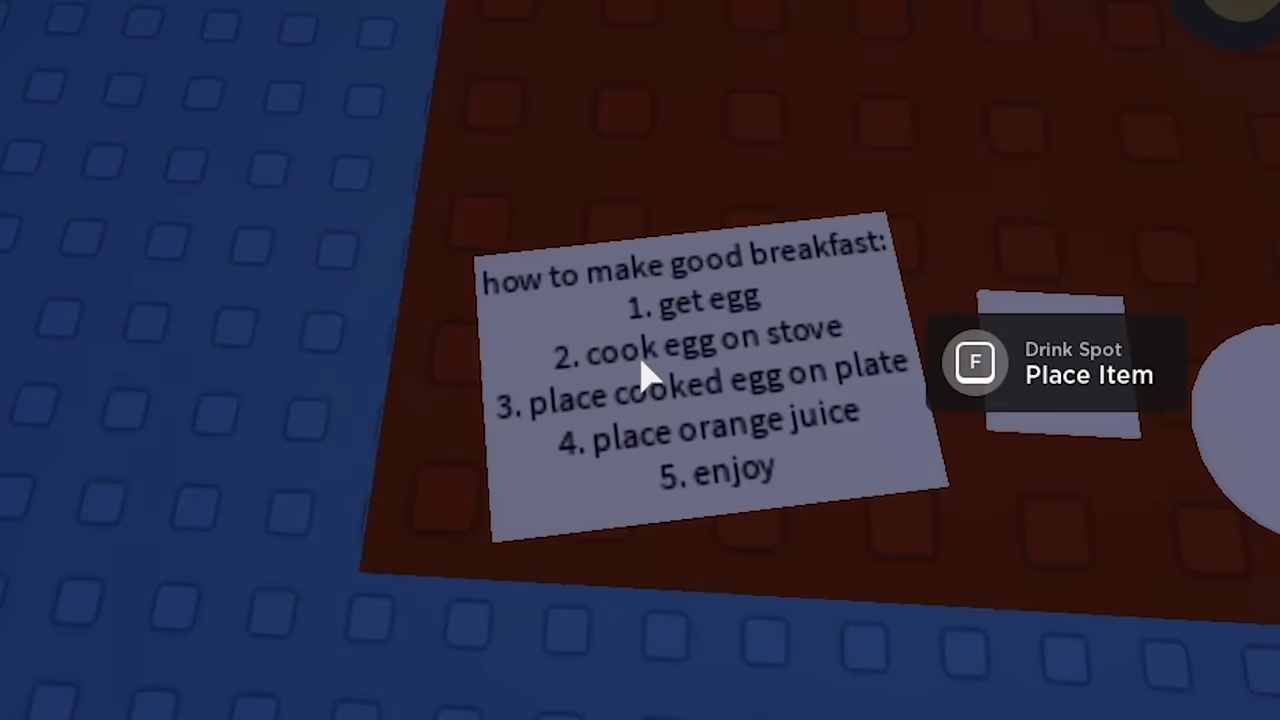 how to make good breakfast:
1. get egg
2. cook egg on stove
3. place cooked egg on plate
4. place orange juice
5. enjoy
F
Drink Spot
Place Item